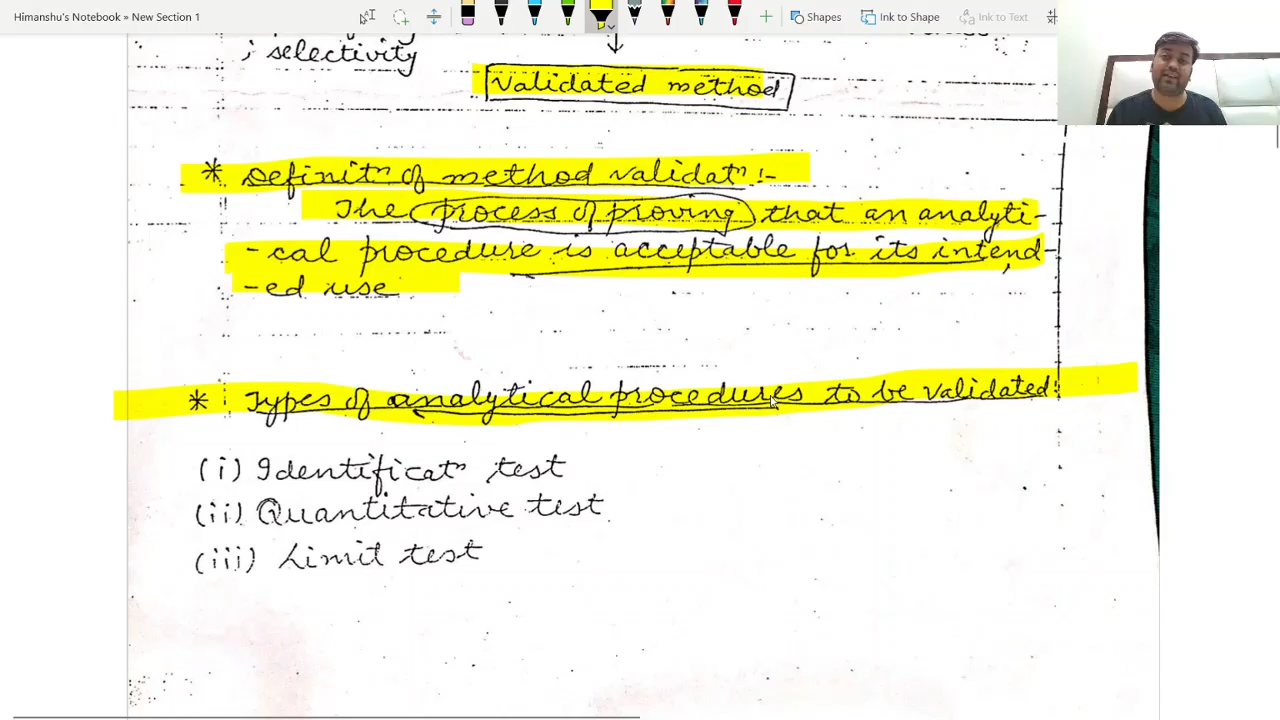 Himanshu's Notebook » New Section 1
Shapes
Ink to Shape
Ink to Text
; selectivity
Validated method
* Definitn of method validatn :-
The process of proving that an analyti-
-cal procedure is acceptable for its intend
-ed use
* Types of analytical procedures to be validated:
(i) Identificatn test
(ii) Quantitative test
(iii) Limit test